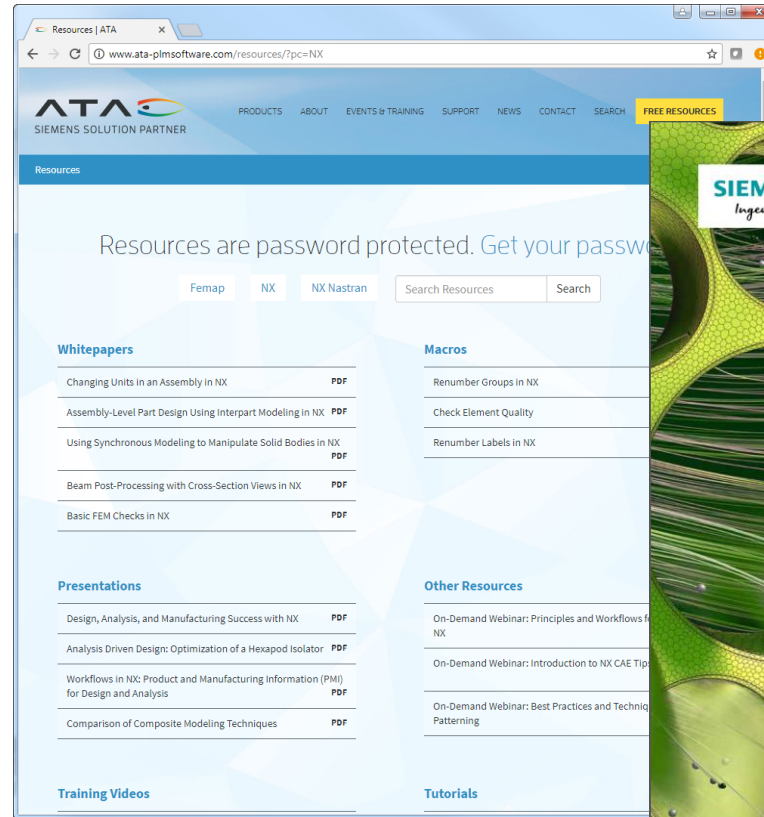 Resources | ATA
www.ata-plmsoftware.com/resources/?pc=NX
ATA
SIEMENS SOLUTION PARTNER
PRODUCTS ABOUT EVENTS & TRAINING SUPPORT NEWS CONTACT SEARCH FREE RESOURCES
Resources
SIEM
Inge
Resources are password protected. Get your passw
Femap NX NX Nastran Search Resources Search
Whitepapers
Changing Units in an Assembly in NX PDF
Assembly-Level Part Design Using Interpart Modeling in NX PDF
Using Synchronous Modeling to Manipulate Solid Bodies in NX
PDF
Beam Post-Processing with Cross-Section Views in NX PDF
Basic FEM Checks in NX PDF
Macros
Renumber Groups in NX
Check Element Quality
Renumber Labels in NX
Presentations
Design, Analysis, and Manufacturing Success with NX PDF
Analysis Driven Design: Optimization of a Hexapod Isolator PDF
Workflows in NX: Product and Manufacturing Information (PMI)
for Design and Analysis PDF
Comparison of Composite Modeling Techniques PDF
Other Resources
On-Demand Webinar: Principles and Workflows f
NX
On-Demand Webinar: Introduction to NX CAE Tip
On-Demand Webinar: Best Practices and Techniq
Patterning
Training Videos
Tutorials